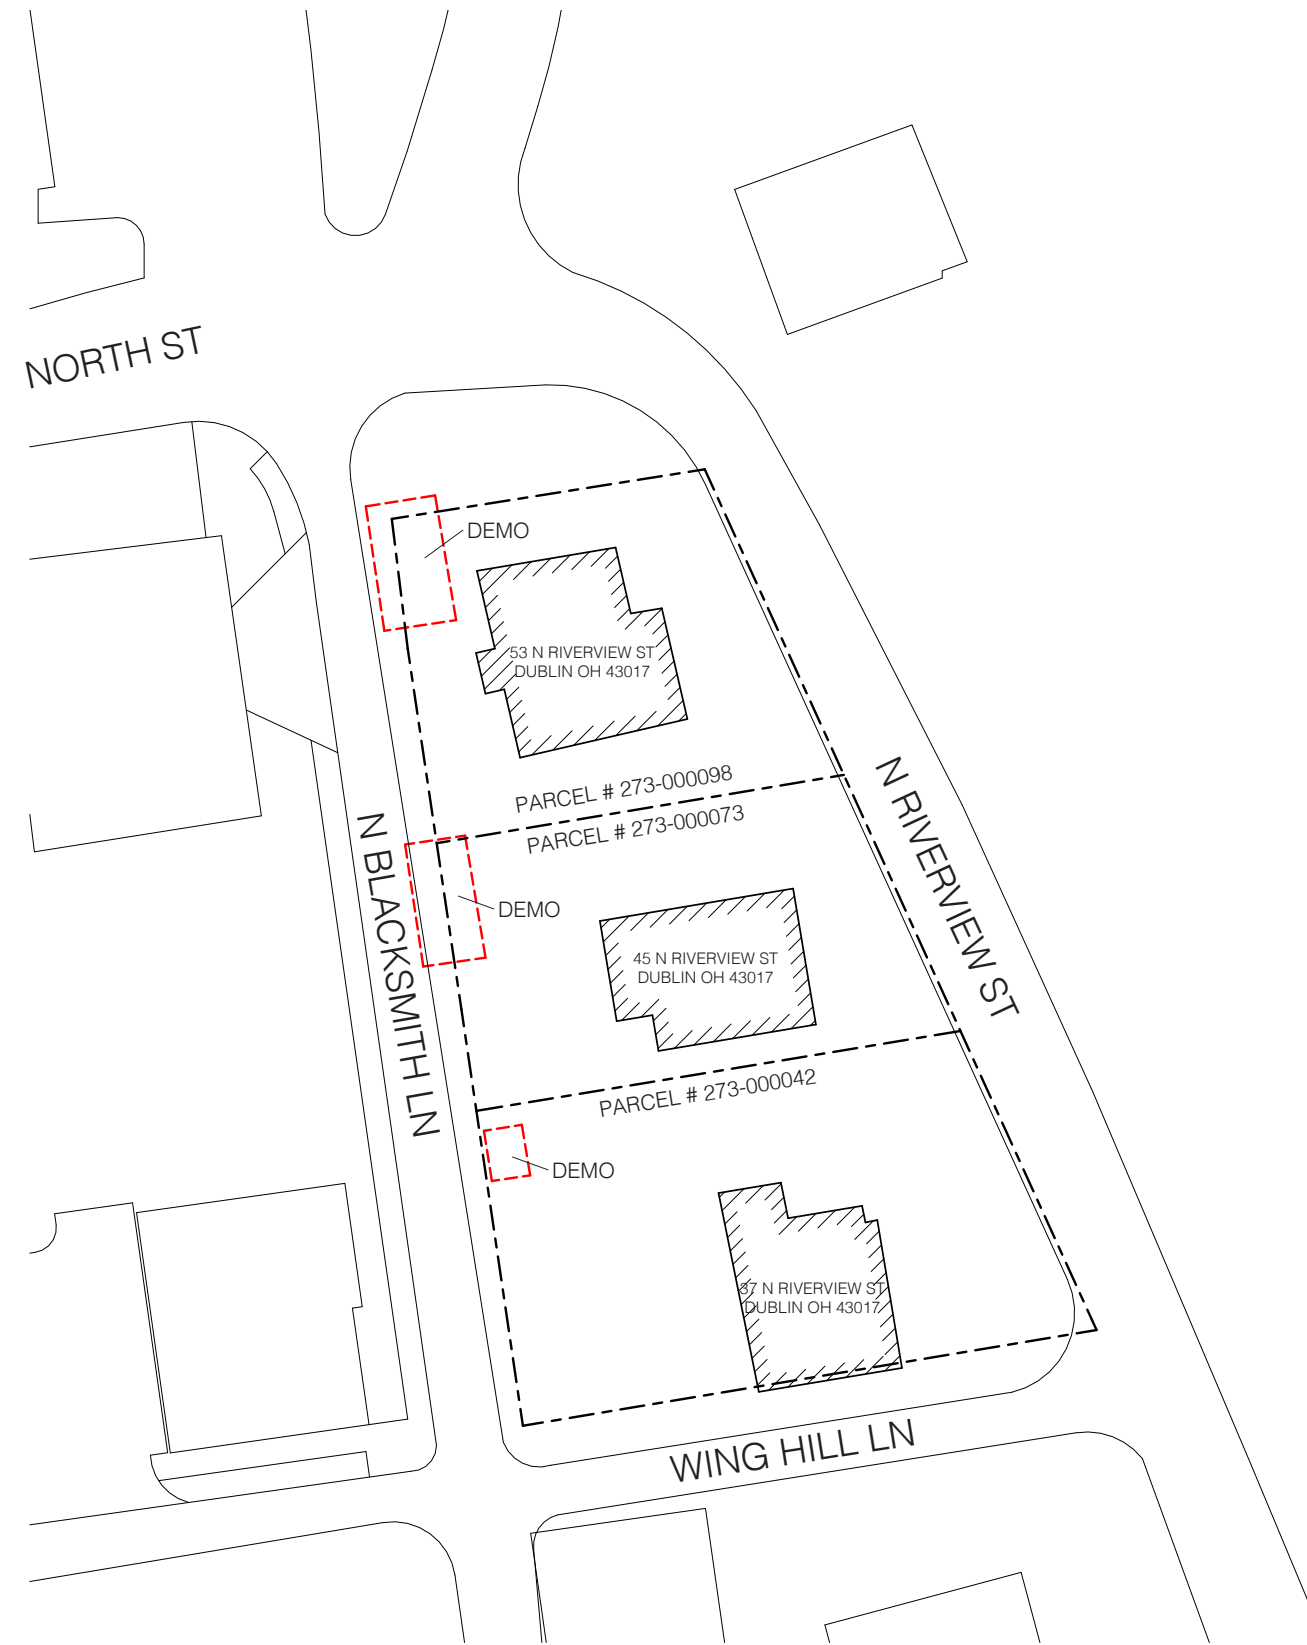 NORTH ST
DEMO
53 N RIVERVIEW ST
DUBLIN OH 43017
PARCEL # 273-000098
PARCEL # 273-000073
N RIVERVIEW ST
N BLACKSMITH LN
DEMO
45 N RIVERVIEW ST
DUBLIN OH 43017
PARCEL # 273-000042
DEMO
37 N RIVERVIEW ST
DUBLIN OH 43017
WING HILL LN